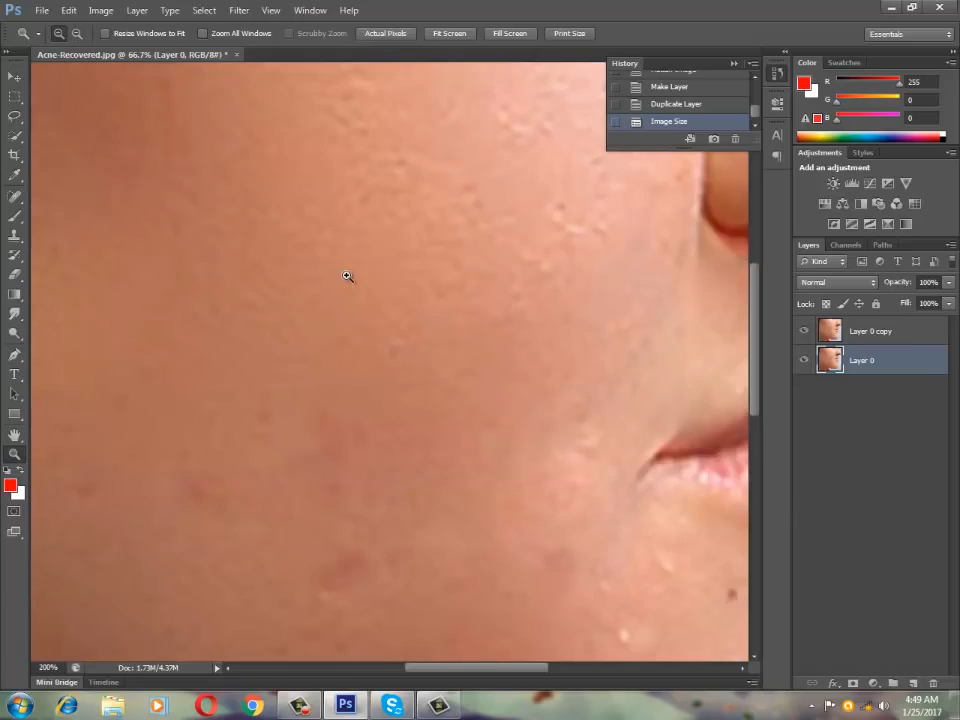 Ps File Edit Image Layer Type Select Filter View Window Help
Resize Windows to Fit Zoom All Windows Scrubby Zoom Actual Pixels Fit Screen Fill Screen Print Size Essentials
Acne-Recovered.jpg @ 66.7% (Layer 0, RGB/8#) * ×
History
Make Layer
Duplicate Layer
Image Size
Color Swatches
R 255
G 0
B 0
Adjustments Styles
Add an adjustment
Layers Channels Paths
Kind
Normal Opacity: 100%
Lock: Fill: 100%
Layer 0 copy
Layer 0
200% Doc: 1.73M/4.37M
Mini Bridge Timeline
fx
Ps
4:49 AM
1/25/2017